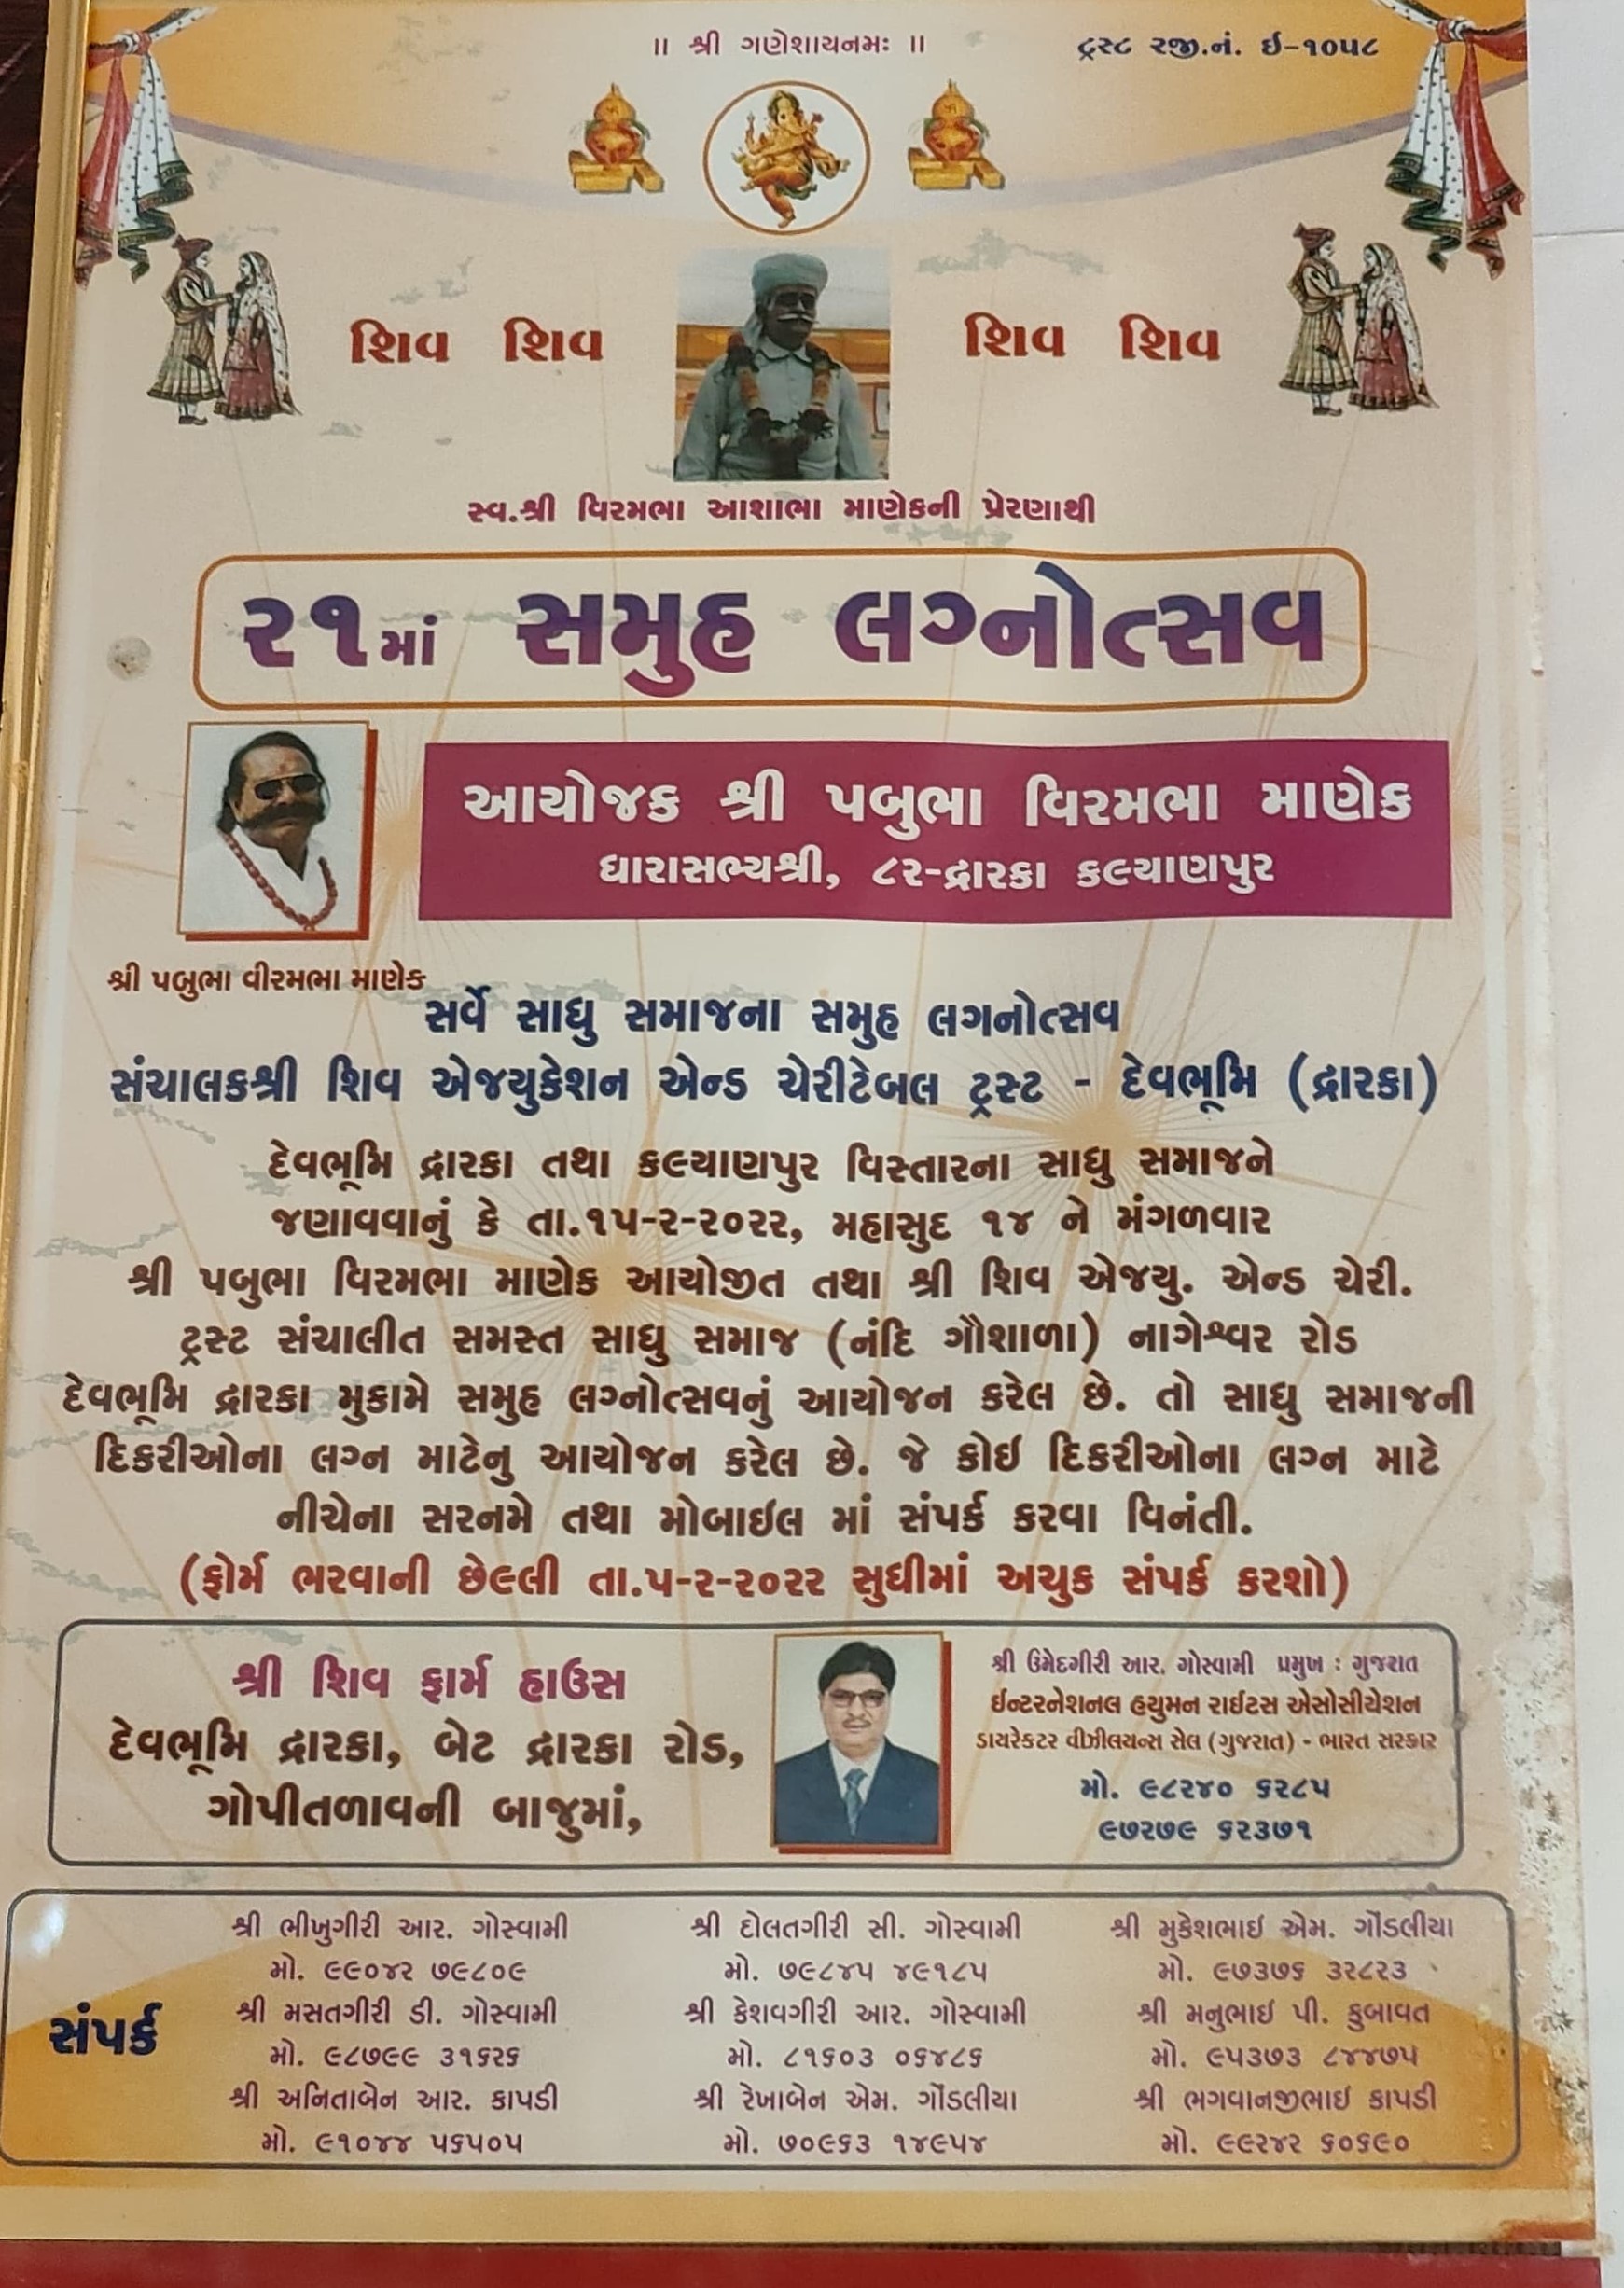 ॥ શ્રી ગણેશાયનમઃ ॥
ટ્રસ્ટ રજી.નં. ઇ-૧૦૫૮
શિવ શિવ
શિવ શિવ
સ્વ.શ્રી વિરમભા આશાભા માણેકની પ્રેરણાથી
૨૧માં સમુહ લગ્નોત્સવ
આયોજક શ્રી પબુભા વિરમભા માણેક
ધારાસભ્યશ્રી, ૮૨-દ્વારકા કલ્યાણપુર
શ્રી પબુભા વીરમભા માણેક
સર્વે સાધુ સમાજના સમુહ લગનોત્સવ
સંચાલકશ્રી શિવ એજ્યુકેશન એન્ડ ચેરીટેબલ ટ્રસ્ટ - દેવભૂમિ (દ્વારકા)
દેવભૂમિ દ્વારકા તથા કલ્યાણપુર વિસ્તારના સાધુ સમાજને
જણાવવાનું કે તા.૧૫-૨-૨૦૨૨, મહાસુદ ૧૪ ને મંગળવાર
શ્રી પબુભા વિરમભા માણેક આયોજીત તથા શ્રી શિવ એજયુ. એન્ડ ચેરી.
ટ્રસ્ટ સંચાલીત સમસ્ત સાધુ સમાજ (નંદિ ગૌશાળા) નાગેશ્વર રોડ
દેવભૂમિ દ્વારકા મુકામે સમુહ લગ્નોત્સવનું આયોજન કરેલ છે. તો સાધુ સમાજની
દિકરીઓના લગ્ન માટેનુ આયોજન કરેલ છે. જે કોઇ દિકરીઓના લગ્ન માટે
નીચેના સરનમે તથા મોબાઇલ માં સંપર્ક કરવા વિનંતી.
(ફોર્મ ભરવાની છેલ્લી તા.૫-૨-૨૦૨૨ સુધીમાં અચુક સંપર્ક કરશો)
શ્રી શિવ ફાર્મ હાઉસ
દેવભૂમિ દ્વારકા, બેટ દ્વારકા રોડ,
ગોપીતળાવની બાજુમાં,
શ્રી ઉમેદગીરી આર. ગોસ્વામી પ્રમુખ : ગુજરાત
ઇન્ટરનેશનલ હયુમન રાઈટસ એસોસીયેશન
ડાયરેક્ટર વીઝીલયન્સ સેલ (ગુજરાત) - ભારત સરકાર
મો. ૯૮૨૪૦ ૬૨૮૫
૯૭૨૭૯ ૬૨૩૭૧
સંપર્ક
શ્રી ભીખુગીરી આર. ગોસ્વામી
મો. ૯૯૦૪૨ ૭૯૮૦૯
શ્રી મસતગીરી ડી. ગોસ્વામી
મો. ૯૮૭૯૯ ૩૧૬૨૬
શ્રી અનિતાબેન આર. કાપડી
મો. ૯૧૦૪૪ ૫૬૫૦૫
શ્રી દોલતગીરી સી. ગોસ્વામી
મો. ૭૯૮૪૫ ૪૯૧૮૫
શ્રી કેશવગીરી આર. ગોસ્વામી
મો. ૮૧૬૦૩ ૦૬૪૮૬
શ્રી રેખાબેન એમ. ગોંડલીયા
મો. ૭૦૯૬૩ ૧૪૯૫૪
શ્રી મુકેશભાઇ એમ. ગોંડલીયા
મો. ૯૭૩૭૬ ૩૨૮૨૩
શ્રી મનુભાઇ પી. કુબાવત
મો. ૯૫૩૭૩ ૮૪૪૭૫
શ્રી ભગવાનજીભાઇ કાપડી
મો. ૯૯૨૪૨ ૬૦૬૯૦